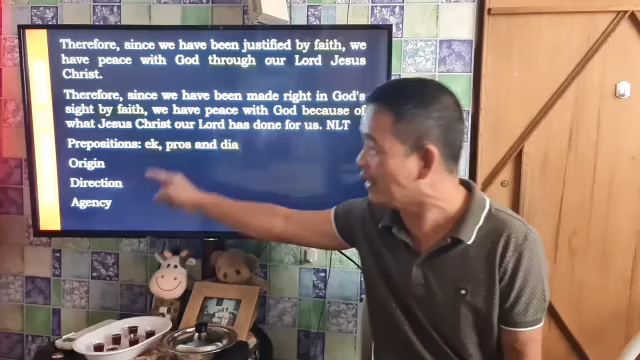 Therefore, since we have been justified by faith, we
have peace with God through our Lord Jesus
Christ.
Therefore, since we have been made right in God's
sight by faith, we have peace with God because of
what Jesus Christ our Lord has done for us. NLT
Prepositions: ek, pros and dia
Origin
Direction
Agency